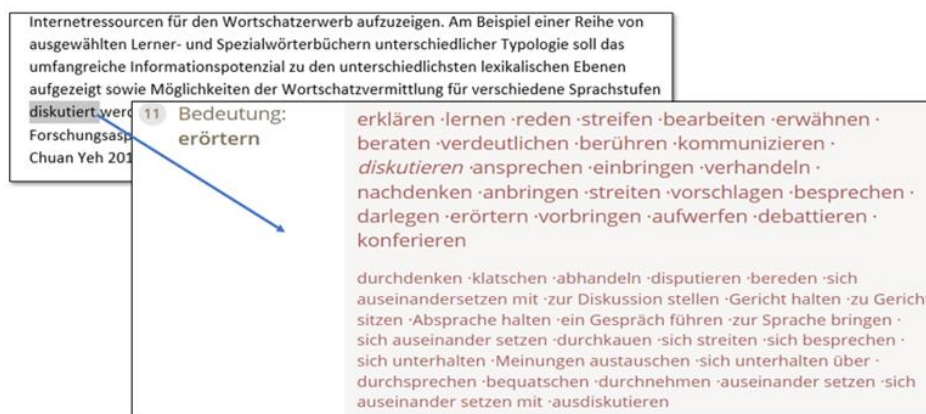 Internetressourcen für den Wortschatzerwerb aufzuzeigen. Am Beispiel einer Reihe von
ausgewählten Lerner- und Spezialwörterbüchern unterschiedlicher Typologie soll das
umfangreiche Informationspotenzial zu den unterschiedlichsten lexikalischen Ebenen
aufgezeigt sowie Möglichkeiten der Wortschatzvermittlung für verschiedene Sprachstufen
diskutiert
Chuan Yeh
11 Bedeutung:
erörtern
erklären ·lernen ·reden ·streifen ·bearbeiten ·erwähnen ·
beraten ·verdeutlichen ·berühren ·kommunizieren ·
diskutieren ·ansprechen ·einbringen ·verhandeln ·
nachdenken ·anbringen ·streiten ·vorschlagen ·besprechen ·
darlegen ·erörtern ·vorbringen ·aufwerfen ·debattieren ·
konferieren
durchdenken ·klatschen ·abhandeln ·disputieren ·bereden ·sich
auseinandersetzen mit ·zur Diskussion stellen ·Gericht halten ·zu Gericht
sitzen ·Absprache halten ·ein Gespräch führen ·zur Sprache bringen ·
sich auseinander setzen ·durchkauen ·sich streiten ·sich besprechen ·
sich unterhalten ·Meinungen austauschen ·sich unterhalten über ·
durchsprechen ·bequatschen ·durchnehmen ·auseinander setzen ·sich
auseinander setzen mit ·ausdiskutieren